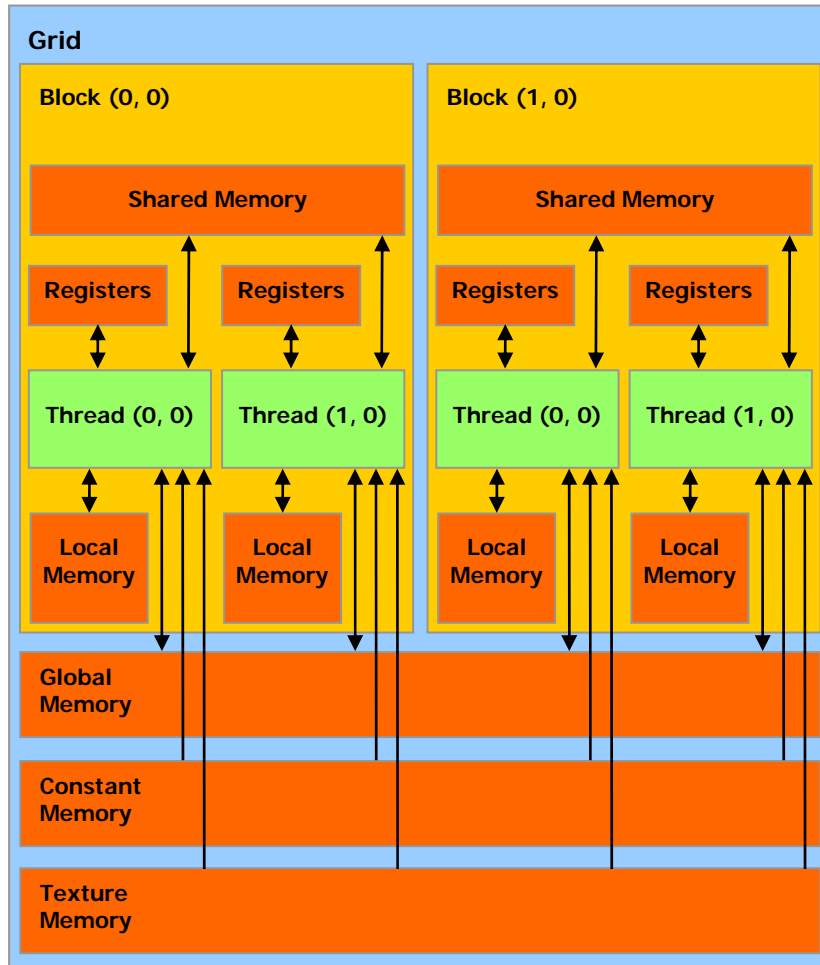 Grid
Block (0, 0)
Block (1, 0)
Shared Memory
Shared Memory
Registers
Registers
Registers
Registers
Thread (0, 0)
Thread (1, 0)
Thread (0, 0)
Thread (1, 0)
Local
Memory
Local
Memory
Local
Memory
Local
Memory
Global
Memory
Constant
Memory
Texture
Memory